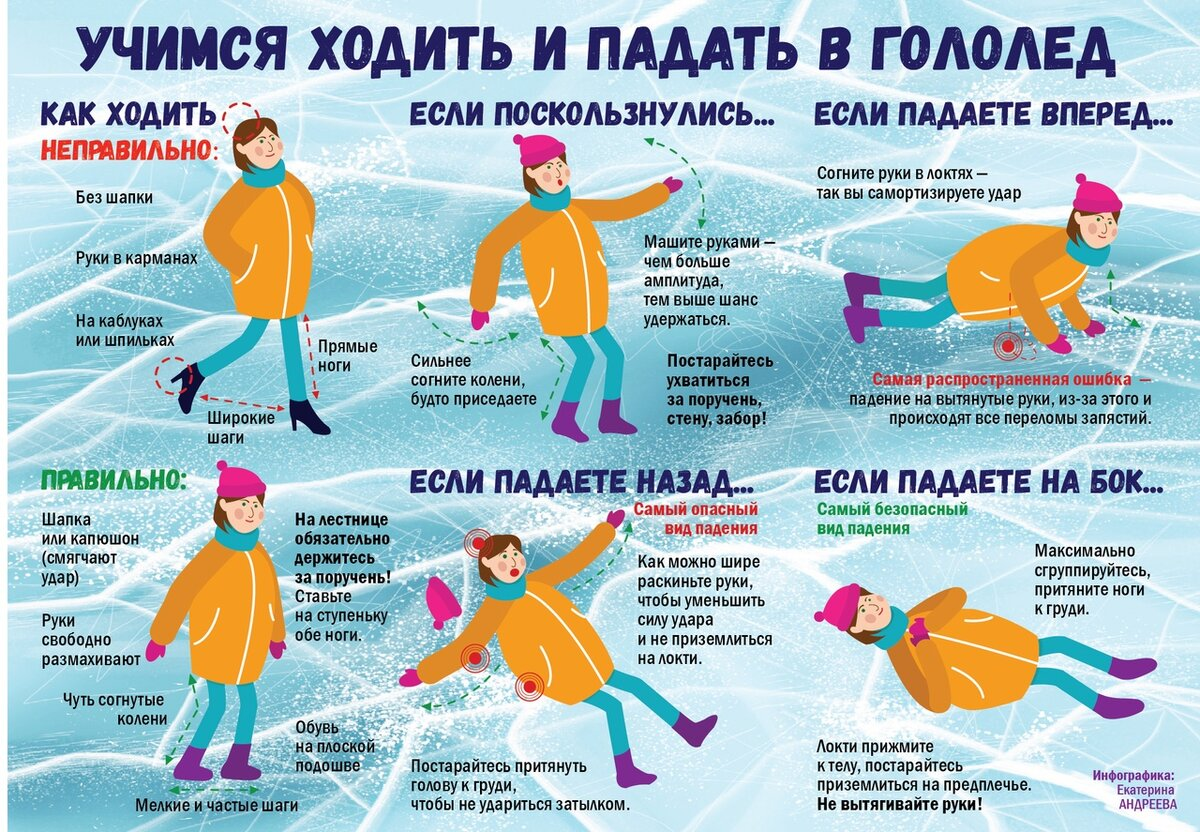 УЧИМСЯ ХОДИТЬ И ПАДАТЬ В ГОЛОЛЕД
КАК ХОДИТЬ
НЕПРАВИЛЬНО:
Без шапки
Руки в карманах
На каблуках
или шпильках
Прямые
ноги
Широкие
шаги
ЕСЛИ ПОСКОЛЬЗНУЛИСЬ...
Машите руками —
чем больше
амплитуда,
тем выше шанс
удержаться.
Сильнее
согните колени,
будто приседаете
Постарайтесь
ухватиться
за поручень,
стену, забор!
ЕСЛИ ПАДАЕТЕ ВПЕРЕД...
Согните руки в локтях —
так вы самортизируете удар
Самая распространенная ошибка —
падение на вытянутые руки, из-за этого и
происходят все переломы запястий.
ПРАВИЛЬНО:
Шапка
или капюшон
(смягчают
удар)
Руки
свободно
размахивают
Чуть согнутые
колени
На лестнице
обязательно
держитесь
за поручень!
Ставьте
на ступеньку
обе ноги.
Обувь
на плоской
подошве
Мелкие и частые шаги
ЕСЛИ ПАДАЕТЕ НАЗАД...
Самый опасный
вид падения
Как можно шире
раскиньте руки,
чтобы уменьшить
силу удара
и не приземлиться
на локти.
Постарайтесь притянуть
голову к груди,
чтобы не удариться затылком.
ЕСЛИ ПАДАЕТЕ НА БОК...
Самый безопасный
вид падения
Максимально
сгруппируйтесь,
притяните ноги
к груди.
Локти прижмите
к телу, постарайтесь
приземлиться на предплечье.
Не вытягивайте руки!
Инфографика:
Екатерина
АНДРЕЕВА